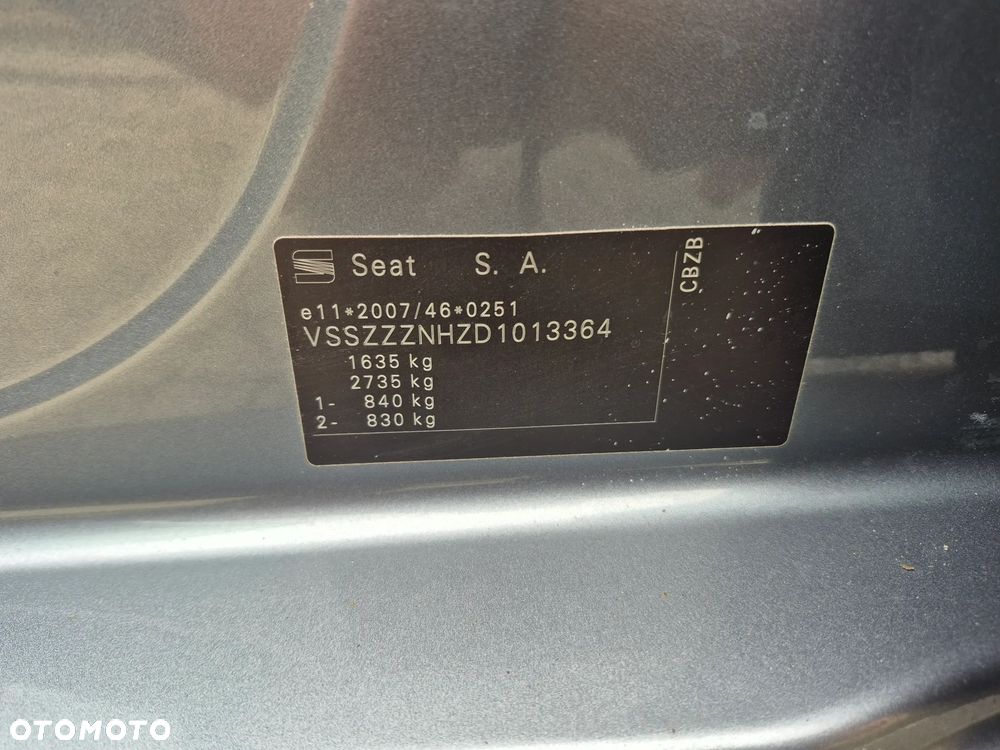 Seat S. A.
e11*2007/46*0251
VSSZZZNHZD1013364
1635 kg
2735 kg
1- 840 kg
2- 830 kg
CBZB
OTOMOTO